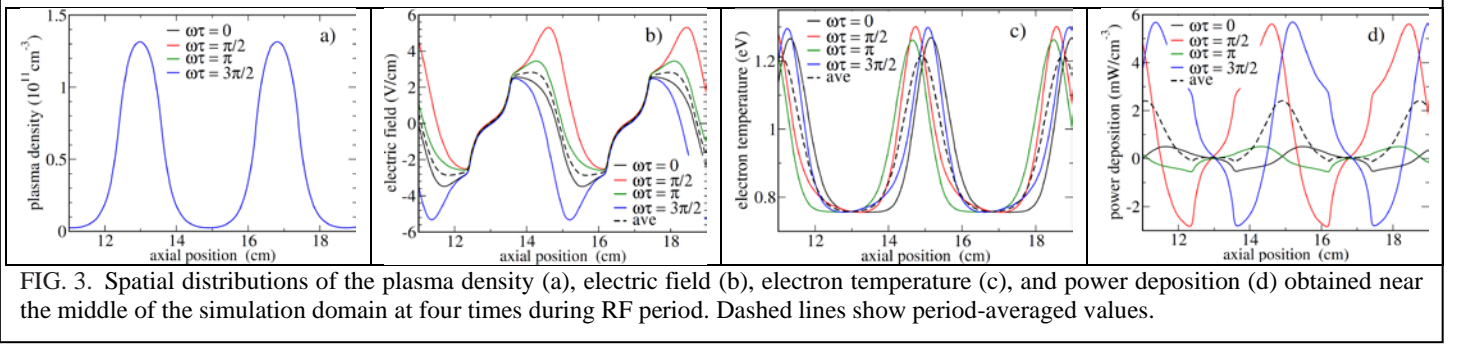 1.5
1
0.5
0
plasma density (10¹¹ cm⁻³)
ωτ = 0
ωτ = π/2
ωτ = π
ωτ = 3π/2
a)
12 14 16 18
axial position (cm)
6
4
2
0
-2
-4
-6
electric field (V/cm)
b)
ωτ = 0
ωτ = π/2
ωτ = π
ωτ = 3π/2
ave
12 14 16 18
axial position (cm)
1.2
1
0.8
electron temperature (eV)
ωτ = 0
ωτ = π/2
ωτ = π
ωτ = 3π/2
ave
c)
12 14 16 18
axial position (cm)
6
4
2
0
-2
power deposition (mW/cm⁻³)
ωτ = 0
ωτ = π/2
ωτ = π
ωτ = 3π/2
ave
d)
12 14 16 18
axial position (cm)
FIG. 3. Spatial distributions of the plasma density (a), electric field (b), electron temperature (c), and power deposition (d) obtained near
the middle of the simulation domain at four times during RF period. Dashed lines show period-averaged values.